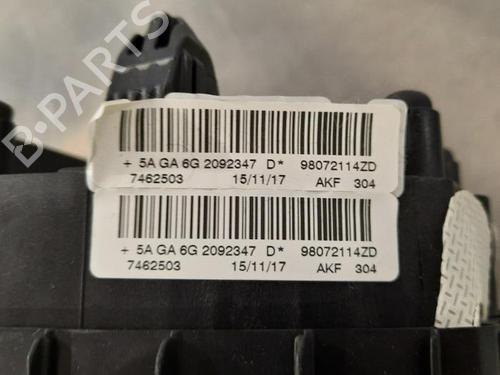 B-PARTS
+ 5A GA 6G 2092347 D* 98072114ZD
7462503 15/11/17 AKF 304
+ 5A GA 6G 2092347 D* 98072114ZD
7462503 15/11/17 AKF 304